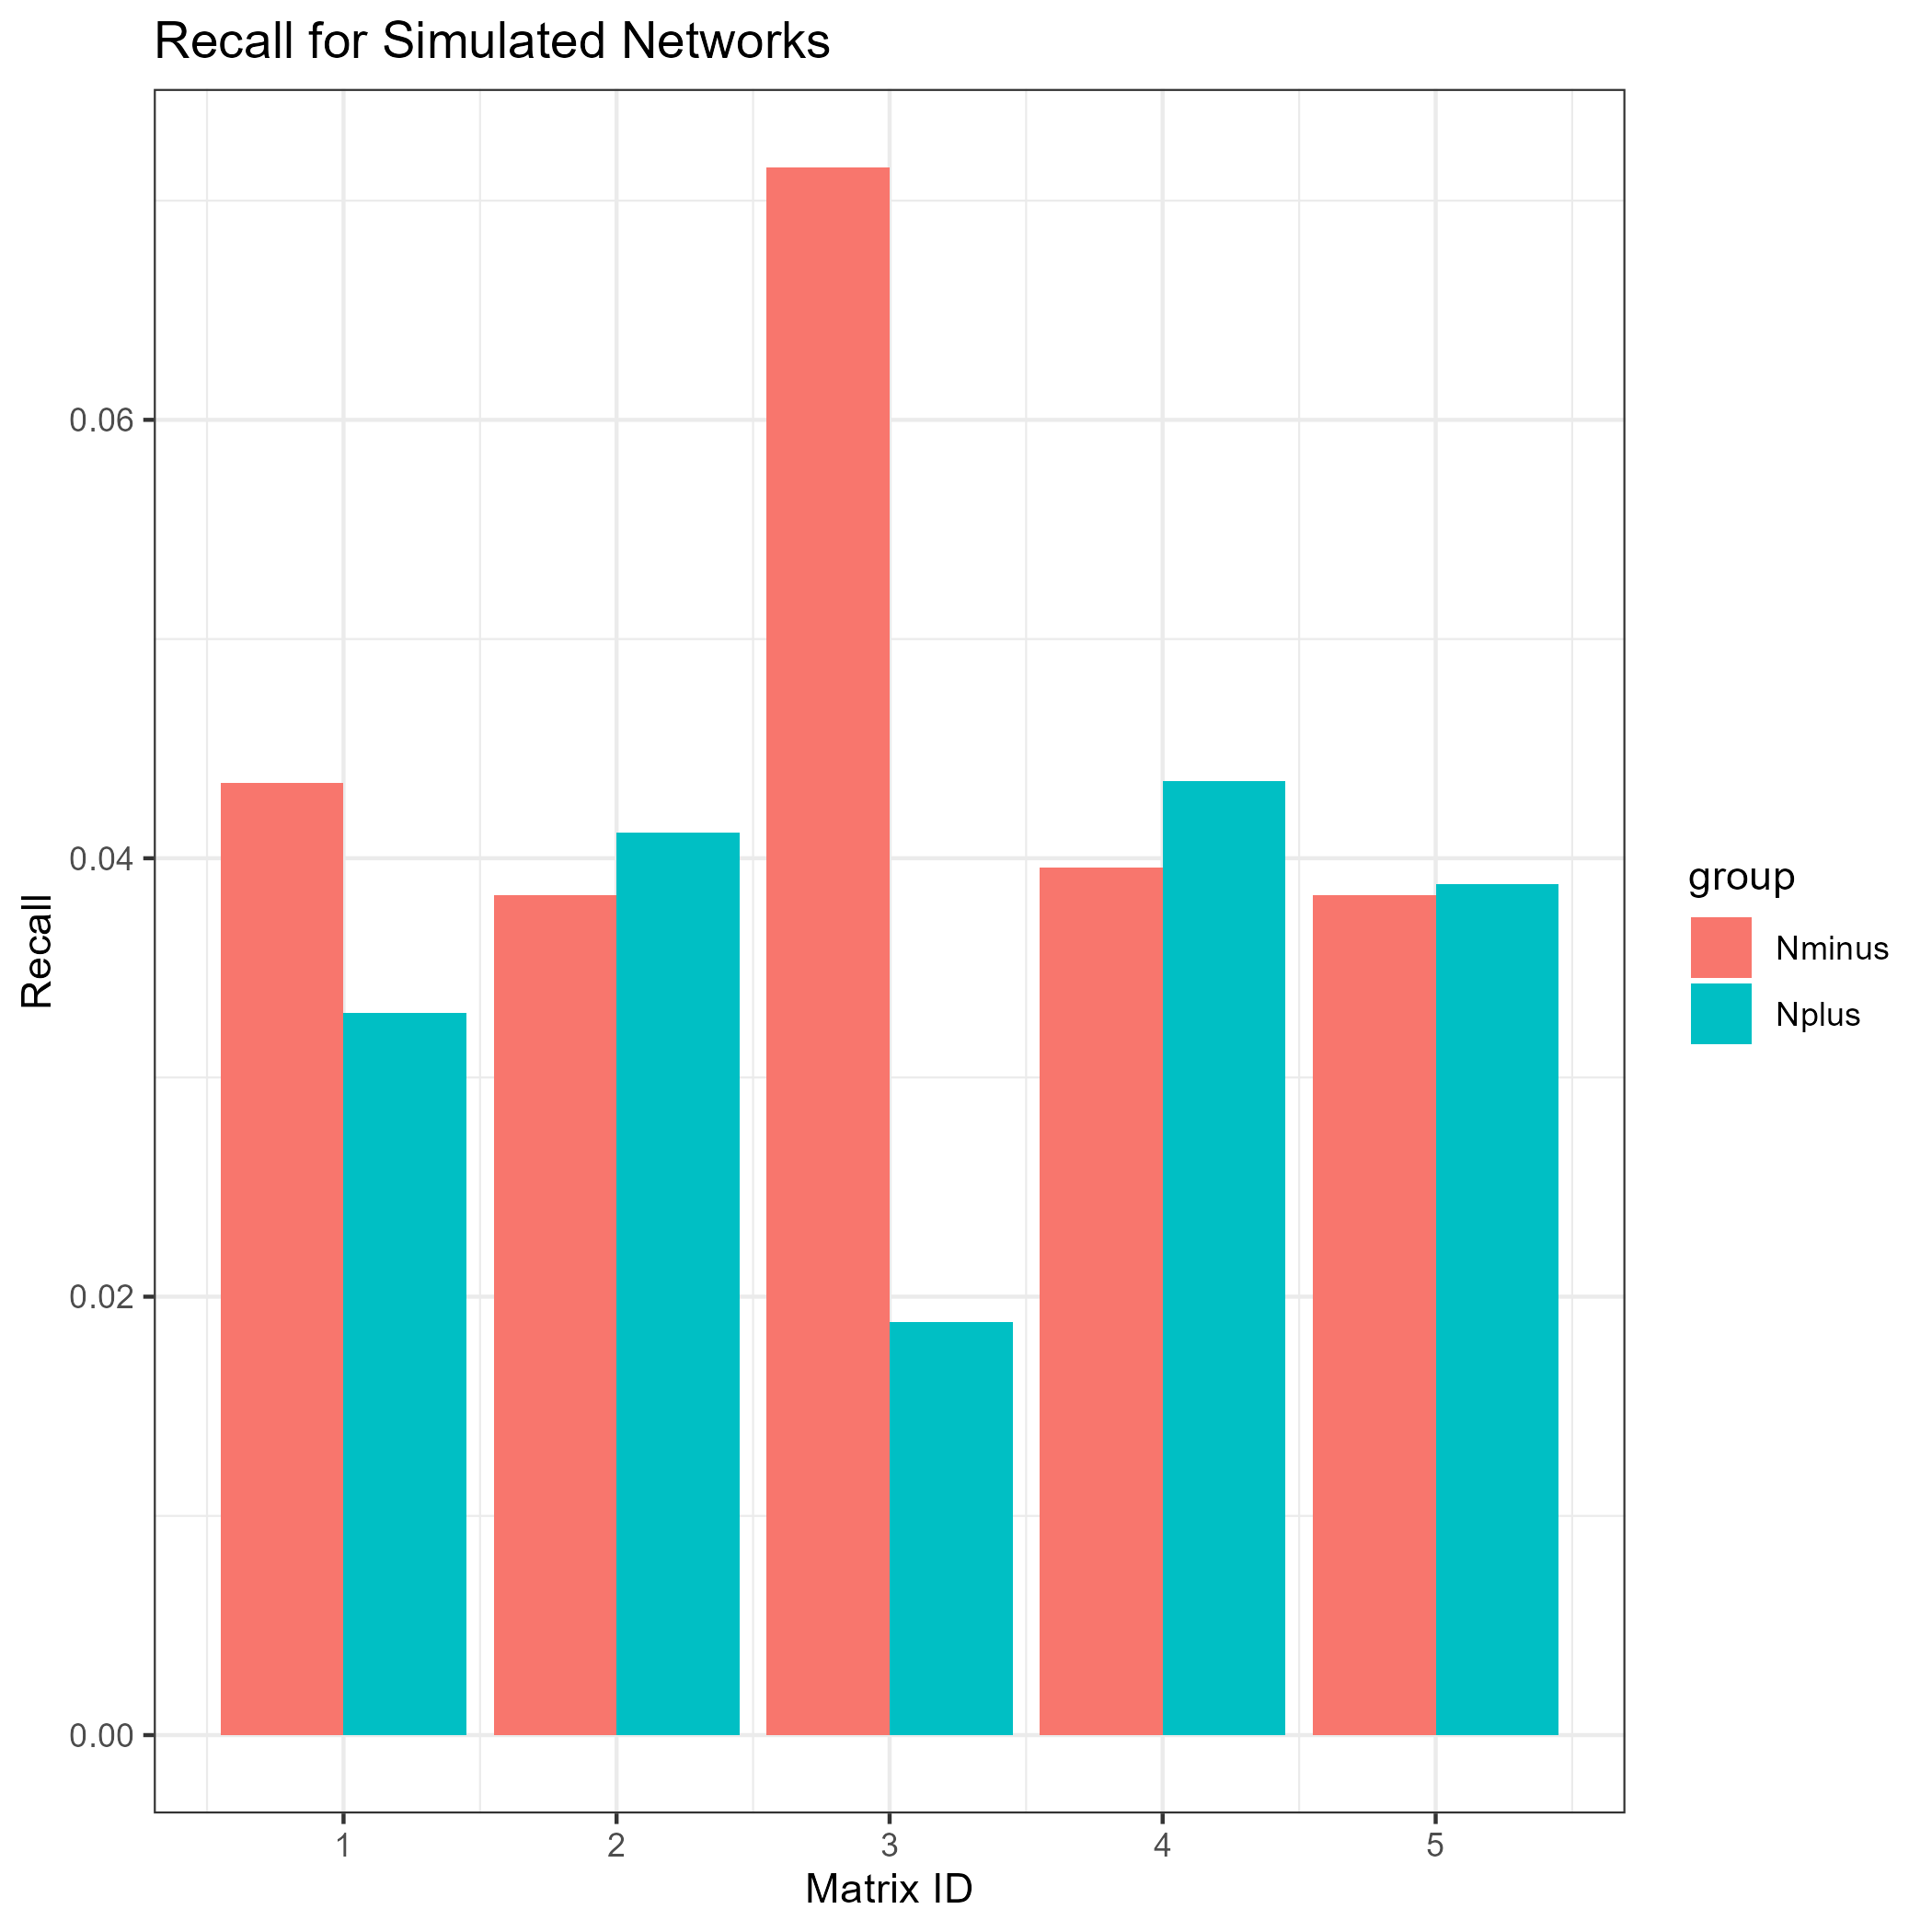 Recall for Simulated Networks
Recall
0.06
0.04
0.02
0.00
1 2 3 4 5
Matrix ID
group
Nminus
Nplus